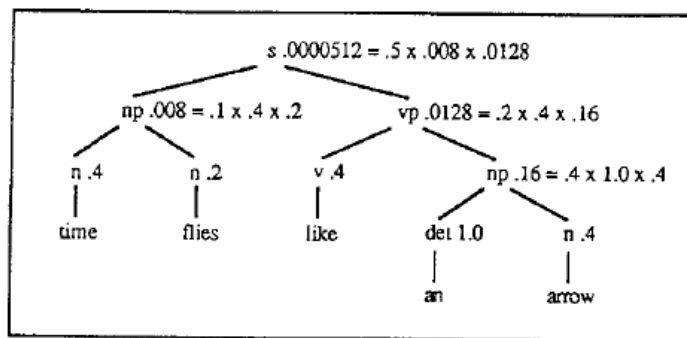 s .0000512 = .5 x .008 x .0128
np .008 = .1 x .4 x .2 vp .0128 = .2 x .4 x .16
n .4 n .2 v .4 np .16 = .4 x 1.0 x .4
time flies like det 1.0 n .4
an arrow